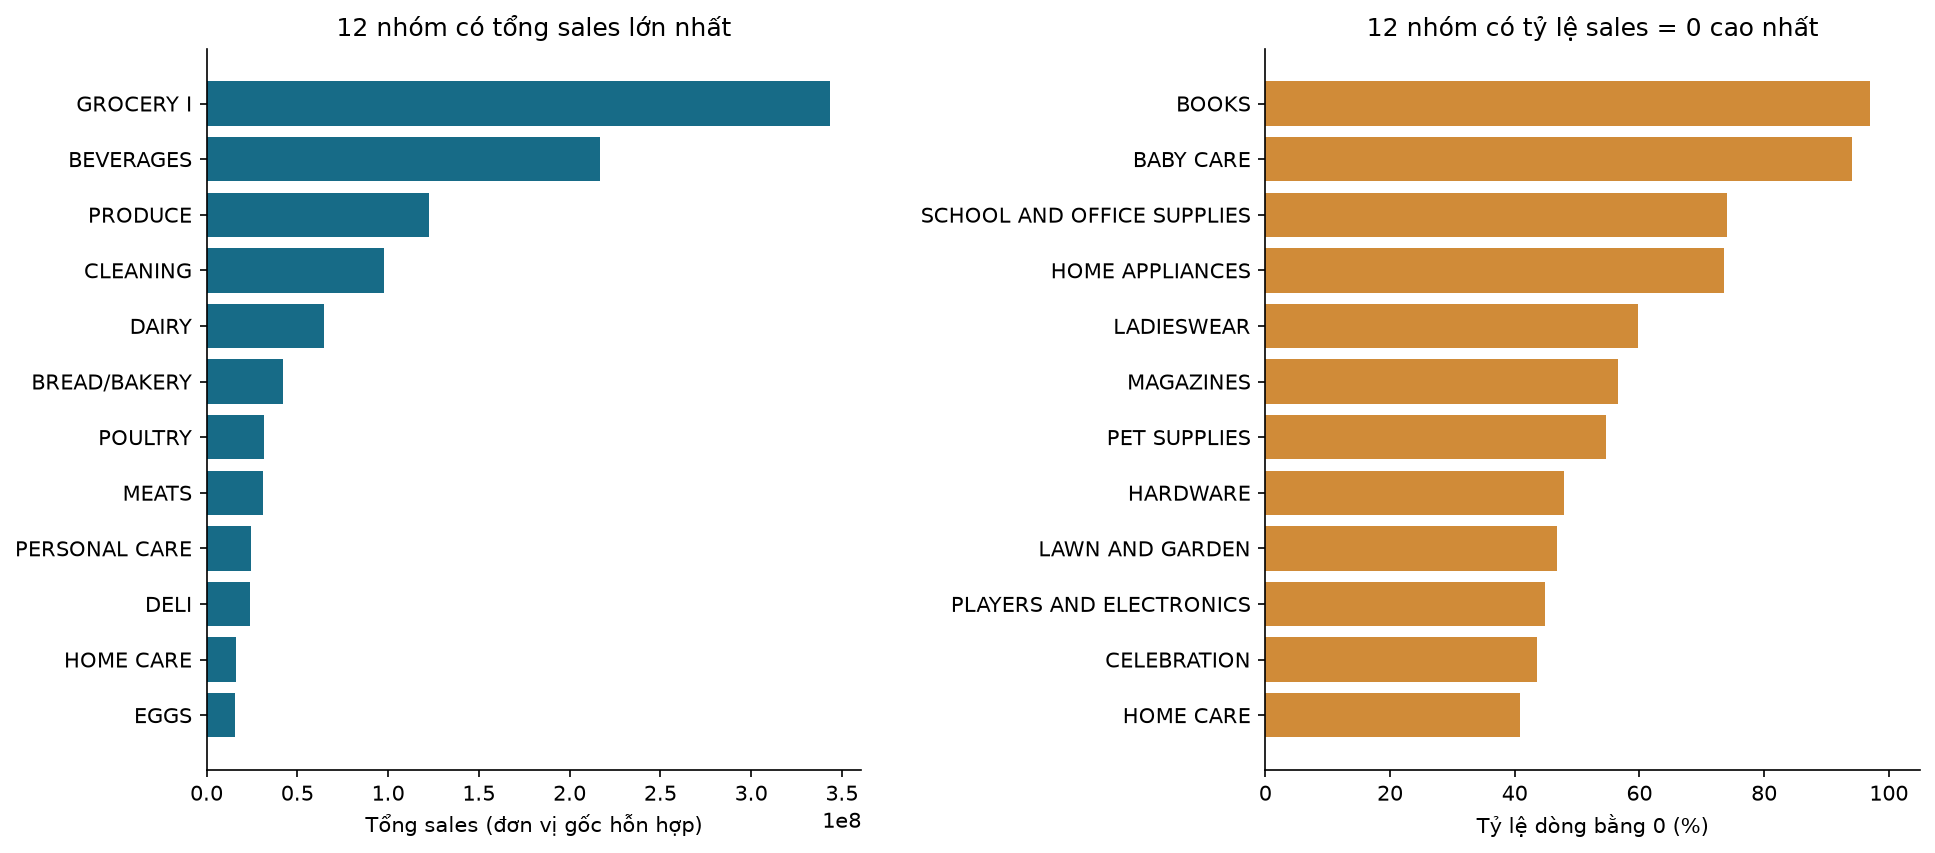 12 nhóm có tổng sales lớn nhất
GROCERY I
BEVERAGES
PRODUCE
CLEANING
DAIRY
BREAD/BAKERY
POULTRY
MEATS
PERSONAL CARE
DELI
HOME CARE
EGGS
0.0 0.5 1.0 1.5 2.0 2.5 3.0 3.5
1e8
Tổng sales (đơn vị gốc hỗn hợp)
12 nhóm có tỷ lệ sales = 0 cao nhất
BOOKS
BABY CARE
SCHOOL AND OFFICE SUPPLIES
HOME APPLIANCES
LADIESWEAR
MAGAZINES
PET SUPPLIES
HARDWARE
LAWN AND GARDEN
PLAYERS AND ELECTRONICS
CELEBRATION
HOME CARE
0 20 40 60 80 100
Tỷ lệ dòng bằng 0 (%)